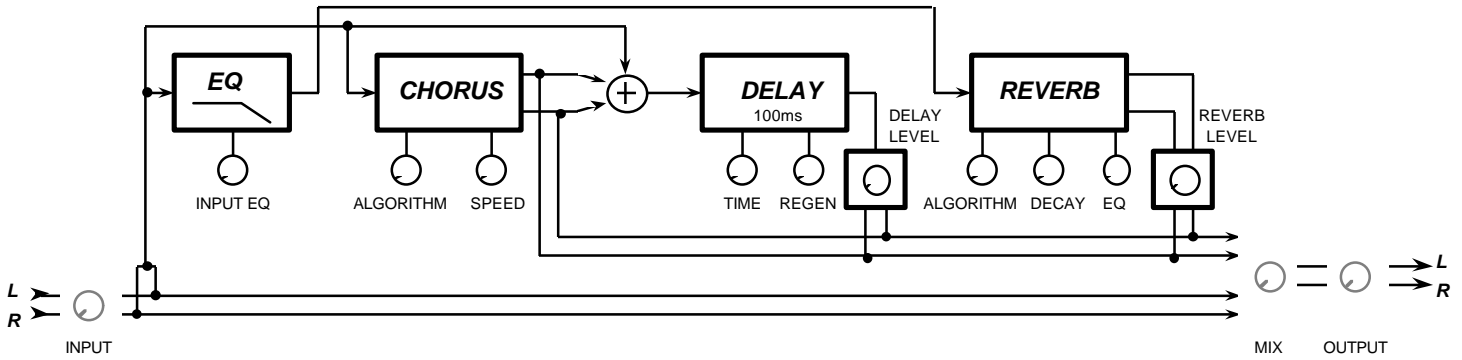 EQ
CHORUS
DELAY
100ms
REVERB
DELAY
LEVEL
REVERB
LEVEL
INPUT EQ
ALGORITHM
SPEED
TIME
REGEN
ALGORITHM
DECAY
EQ
L
R
INPUT
MIX
OUTPUT
L
R